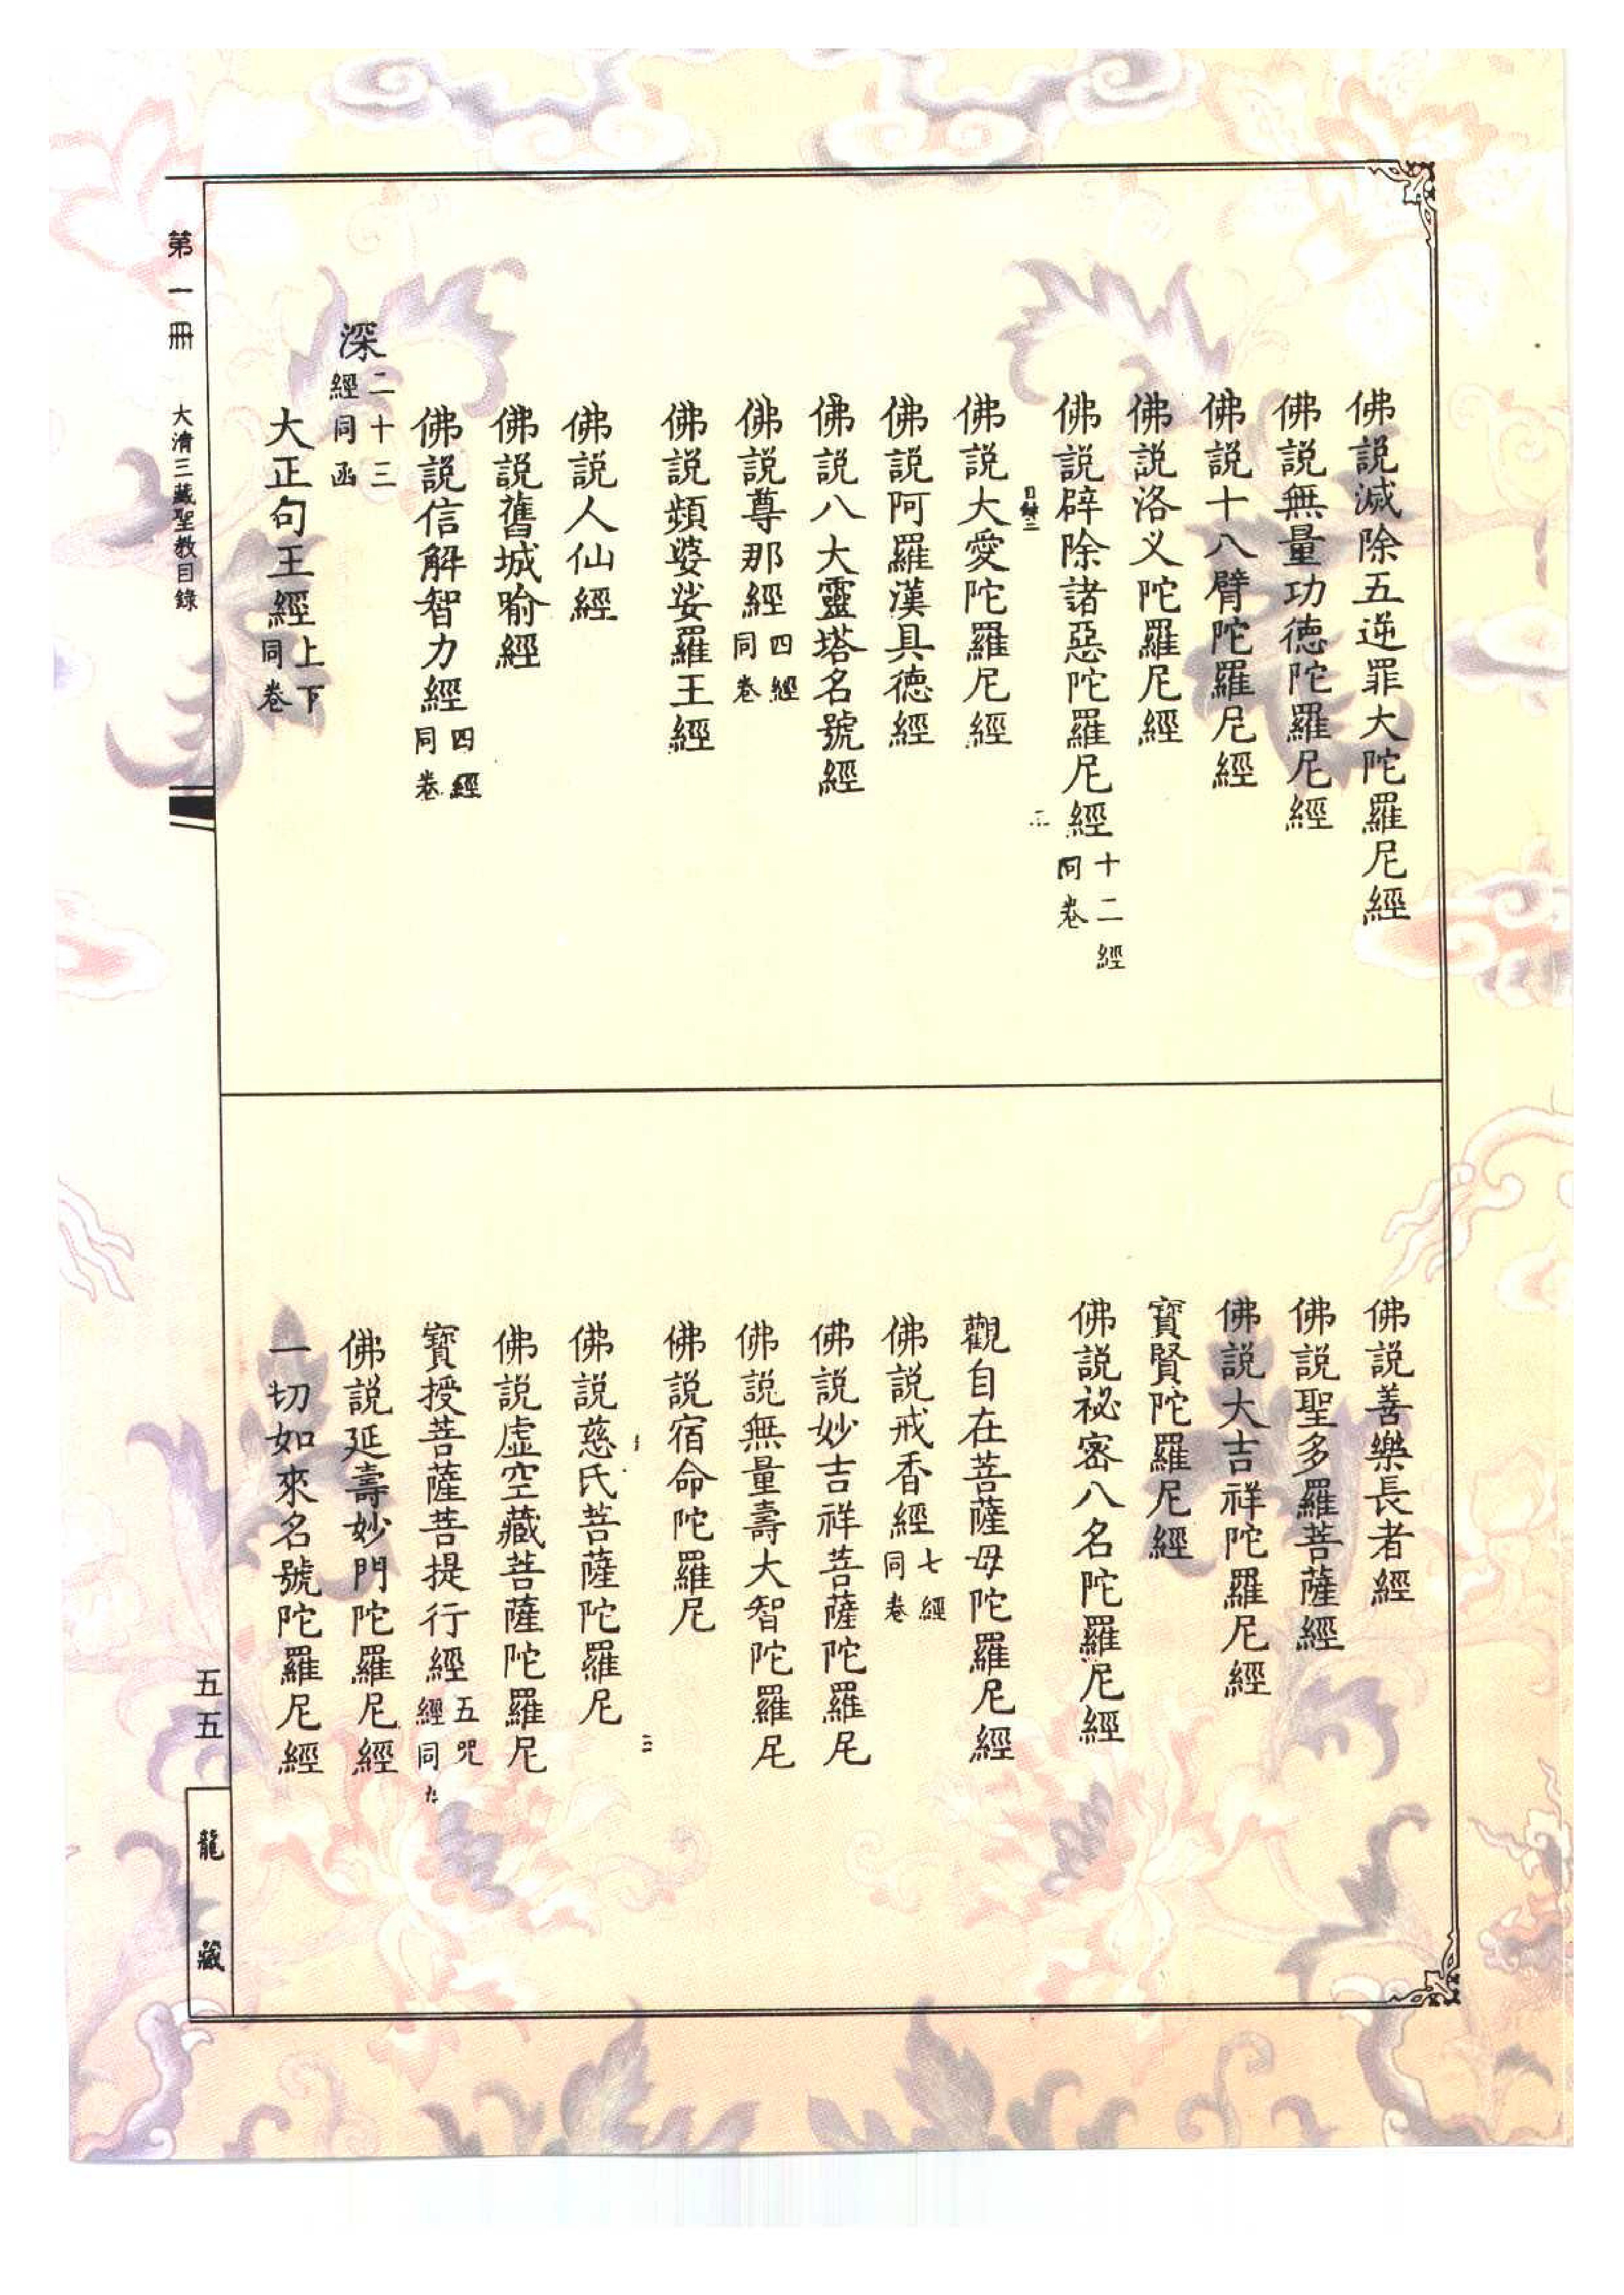 佛說滅除五逆罪大陀羅尼經
佛說無量功德陀羅尼經
佛說十八臂陀羅尼經
佛說洛义陀羅尼經
佛說辟除諸惡陀羅尼經 十二經同卷
目錄二
佛說大愛陀羅尼經
佛說阿羅漢具德經
佛說八大靈塔名號經
佛說尊那經 四經同卷
佛說頻婆娑羅王經
佛說人仙經
佛說舊城喻經
佛說信解智力經 四經同卷
深 二十三經同函
大正句王經 上下同卷
佛說善樂長者經
佛說聖多羅菩薩經
佛說大吉祥陀羅尼經
寶賢陀羅尼經
佛說祕密八名陀羅尼經
觀自在菩薩母陀羅尼經
佛說戒香經 七經同卷
佛說妙吉祥菩薩陀羅尼
佛說無量壽大智陀羅尼
佛說宿命陀羅尼
三
佛說慈氏菩薩陀羅尼
佛說虛空藏菩薩陀羅尼
寶授菩薩菩提行經 五咒經同
佛說延壽妙門陀羅尼經
一切如來名號陀羅尼經
第一冊 大清三藏聖教目錄
五五
龍藏